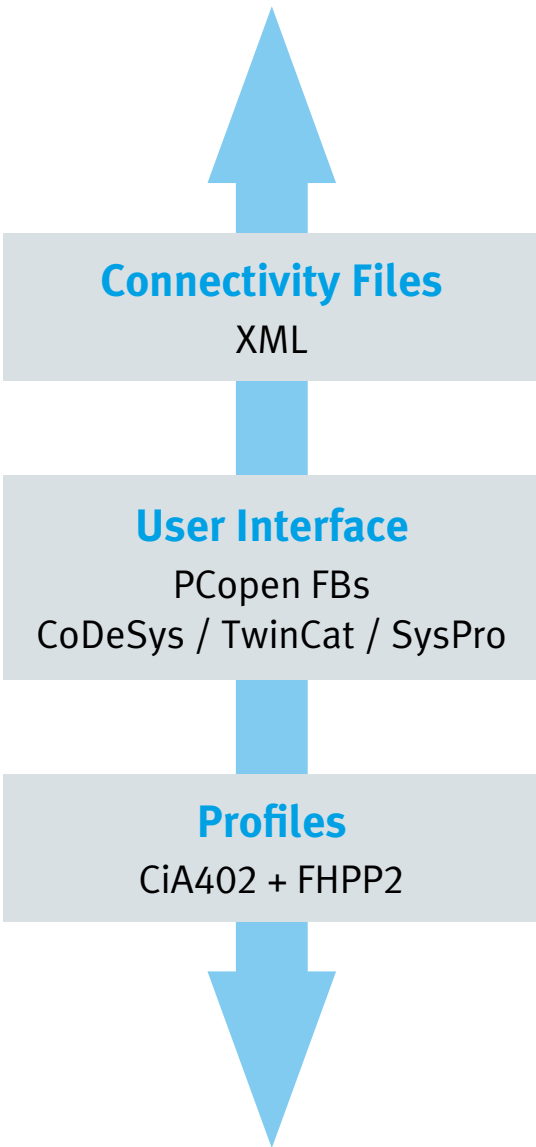 Connectivity Files
XML
User Interface
PCopen FBs
CoDeSys / TwinCat / SysPro
Profiles
CiA402 + FHPP2